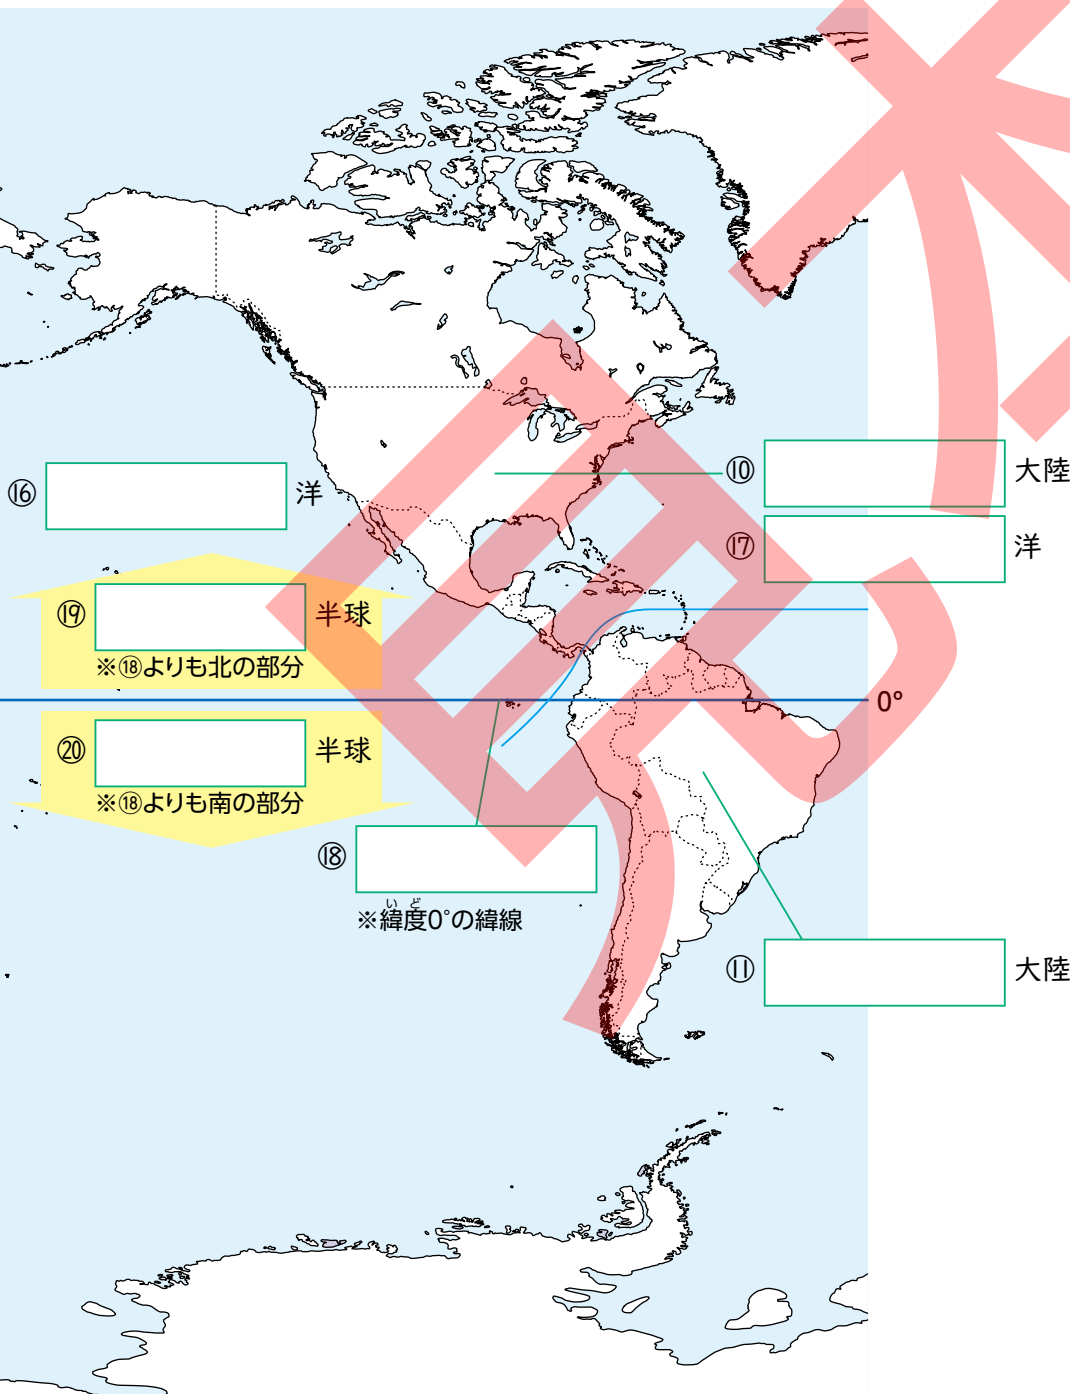 ⑩ 大陸
⑯ 洋
⑰ 洋
⑲ 半球
※⑱よりも北の部分
0°
⑳ 半球
※⑱よりも南の部分
⑱
いど
※緯度0°の緯線
⑪ 大陸
見本